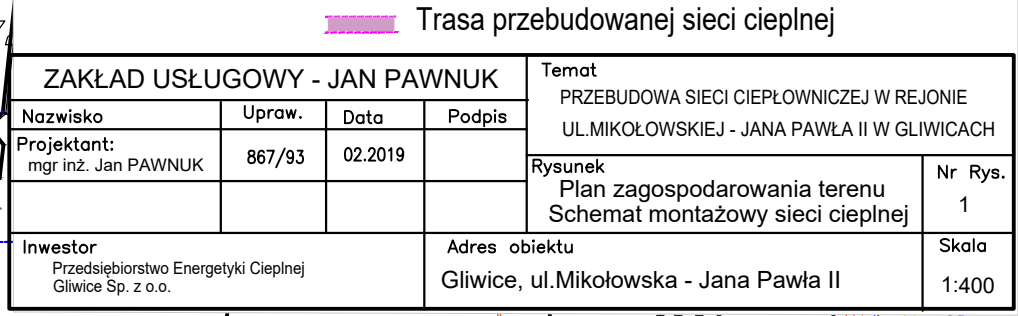 Trasa przebudowanej sieci cieplnej
ZAKŁAD USŁUGOWY - JAN PAWNUK
Nazwisko
Upraw.
Data
Podpis
Projektant:
mgr inż. Jan PAWNUK
867/93
02.2019
Temat
PRZEBUDOWA SIECI CIEPŁOWNICZEJ W REJONIE
UL.MIKOŁOWSKIEJ - JANA PAWŁA II W GLIWICACH
Rysunek
Plan zagospodarowania terenu
Schemat montażowy sieci cieplnej
Nr Rys.
1
Inwestor
Przedsiębiorstwo Energetyki Cieplnej
Gliwice Sp. z o.o.
Adres obiektu
Gliwice, ul.Mikołowska - Jana Pawła II
Skala
1:400